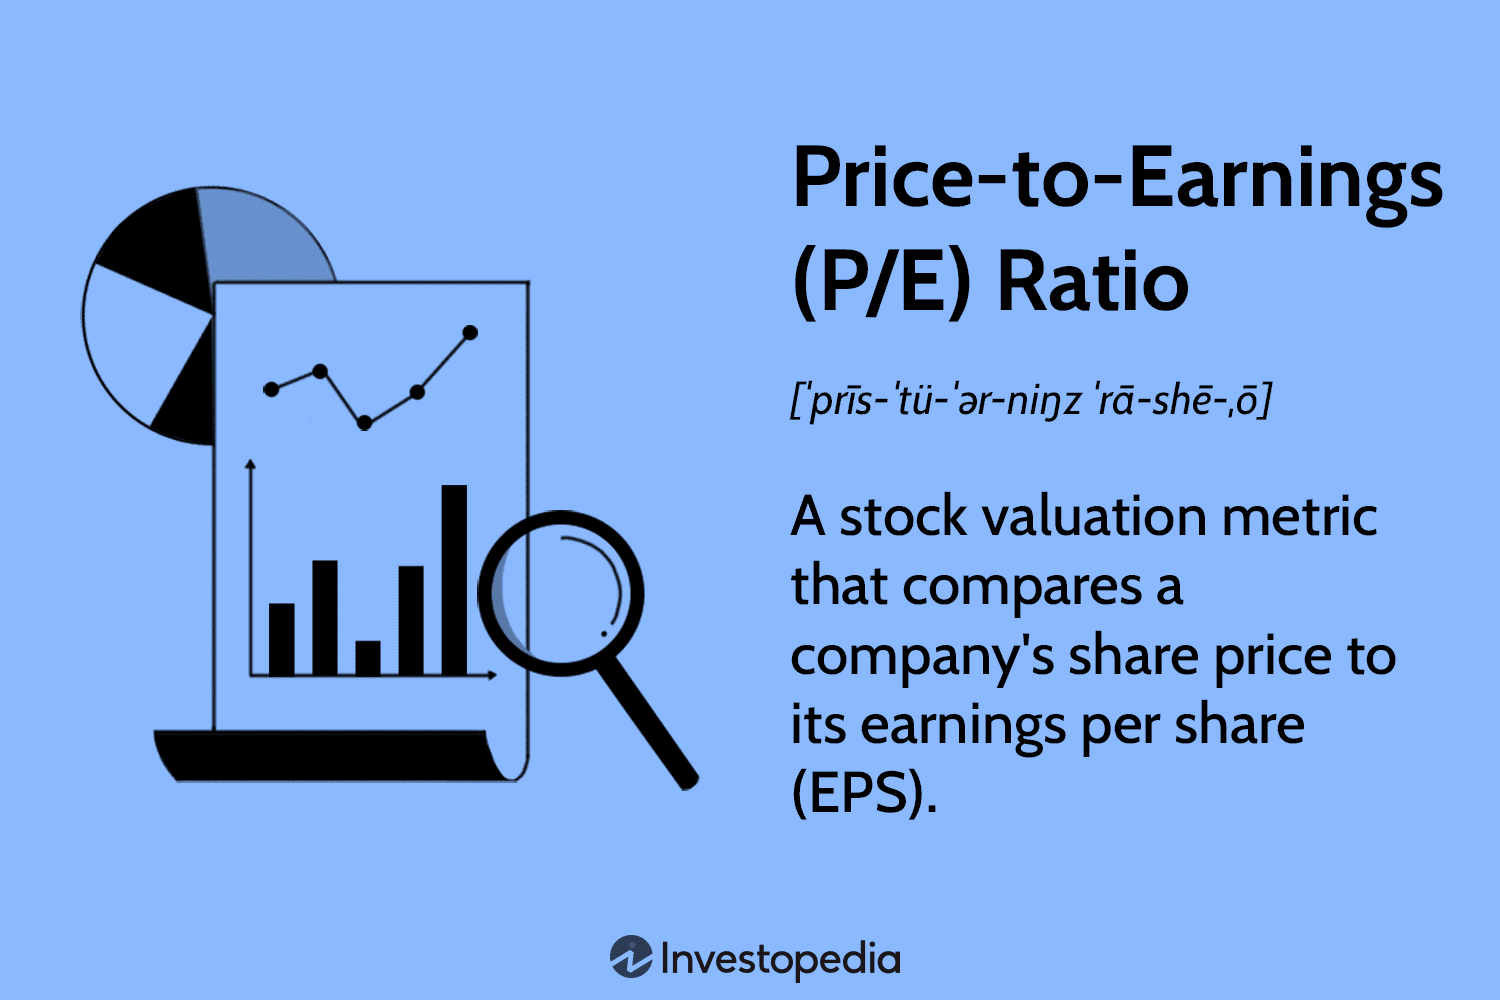 Price-to-Earnings
(P/E) Ratio
[ˈprīs-ˈtü-ˈər-niŋz ˈrā-shē-ˌō]
A stock valuation metric
that compares a
company's share price to
its earnings per share
(EPS).
Investopedia